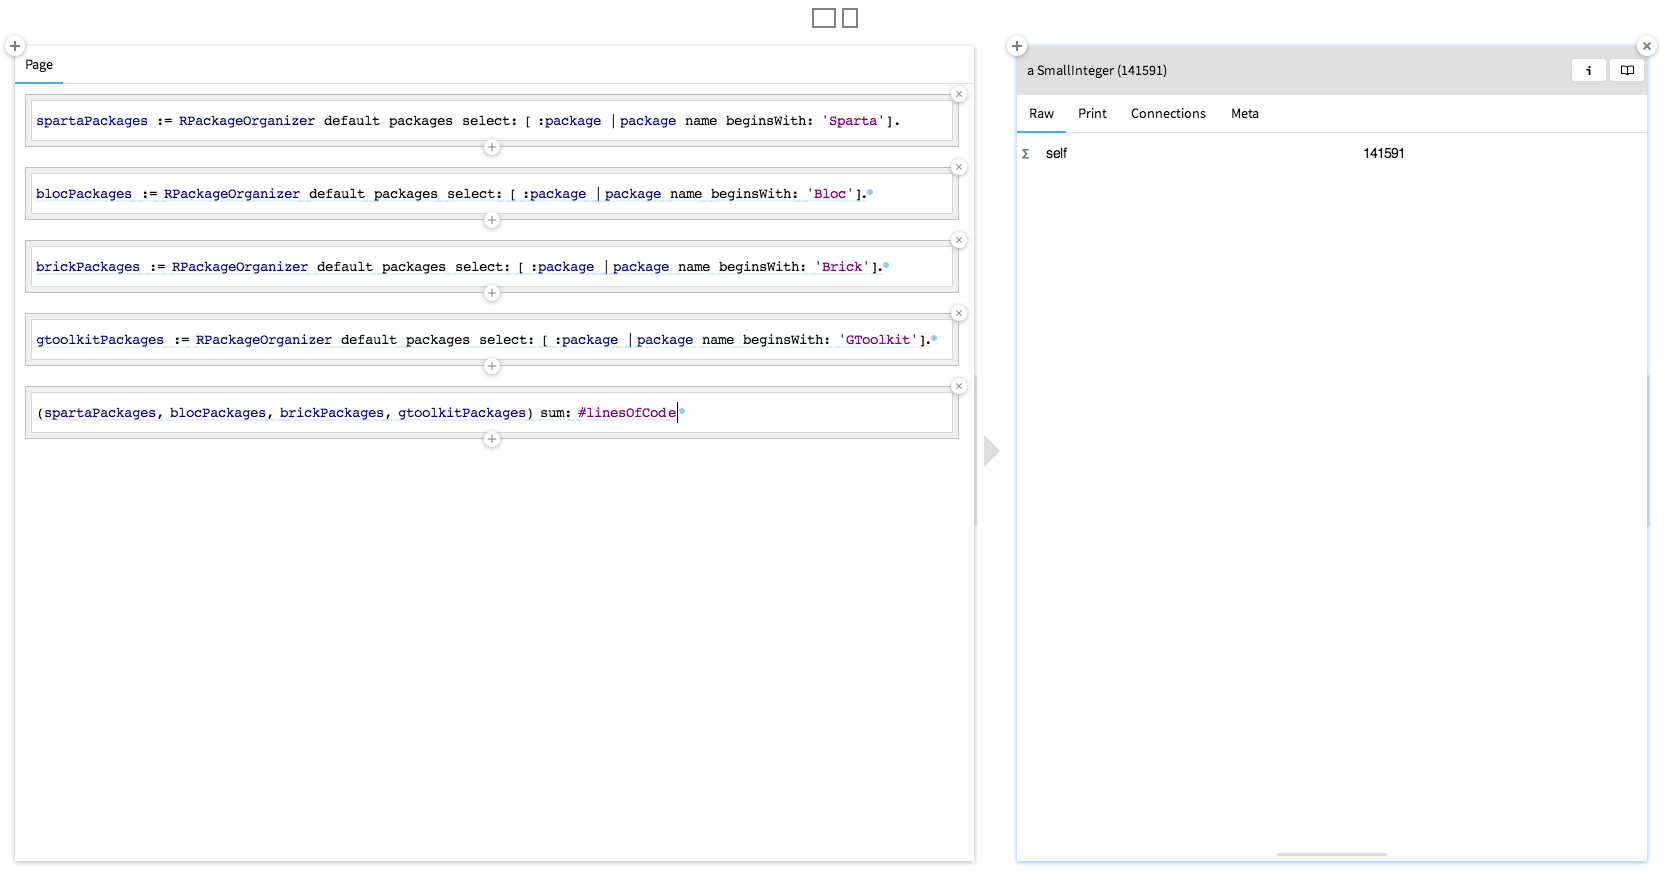 Page
spartaPackages := RPackageOrganizer default packages select: [ :package | package name beginsWith: 'Sparta'].
blocPackages := RPackageOrganizer default packages select: [ :package | package name beginsWith: 'Bloc'].
brickPackages := RPackageOrganizer default packages select: [ :package | package name beginsWith: 'Brick'].
gtoolkitPackages := RPackageOrganizer default packages select: [ :package | package name beginsWith: 'GToolkit'].
(spartaPackages, blocPackages, brickPackages, gtoolkitPackages) sum: #linesOfCode
a SmallInteger (141591)
Raw Print Connections Meta
Σ self 141591